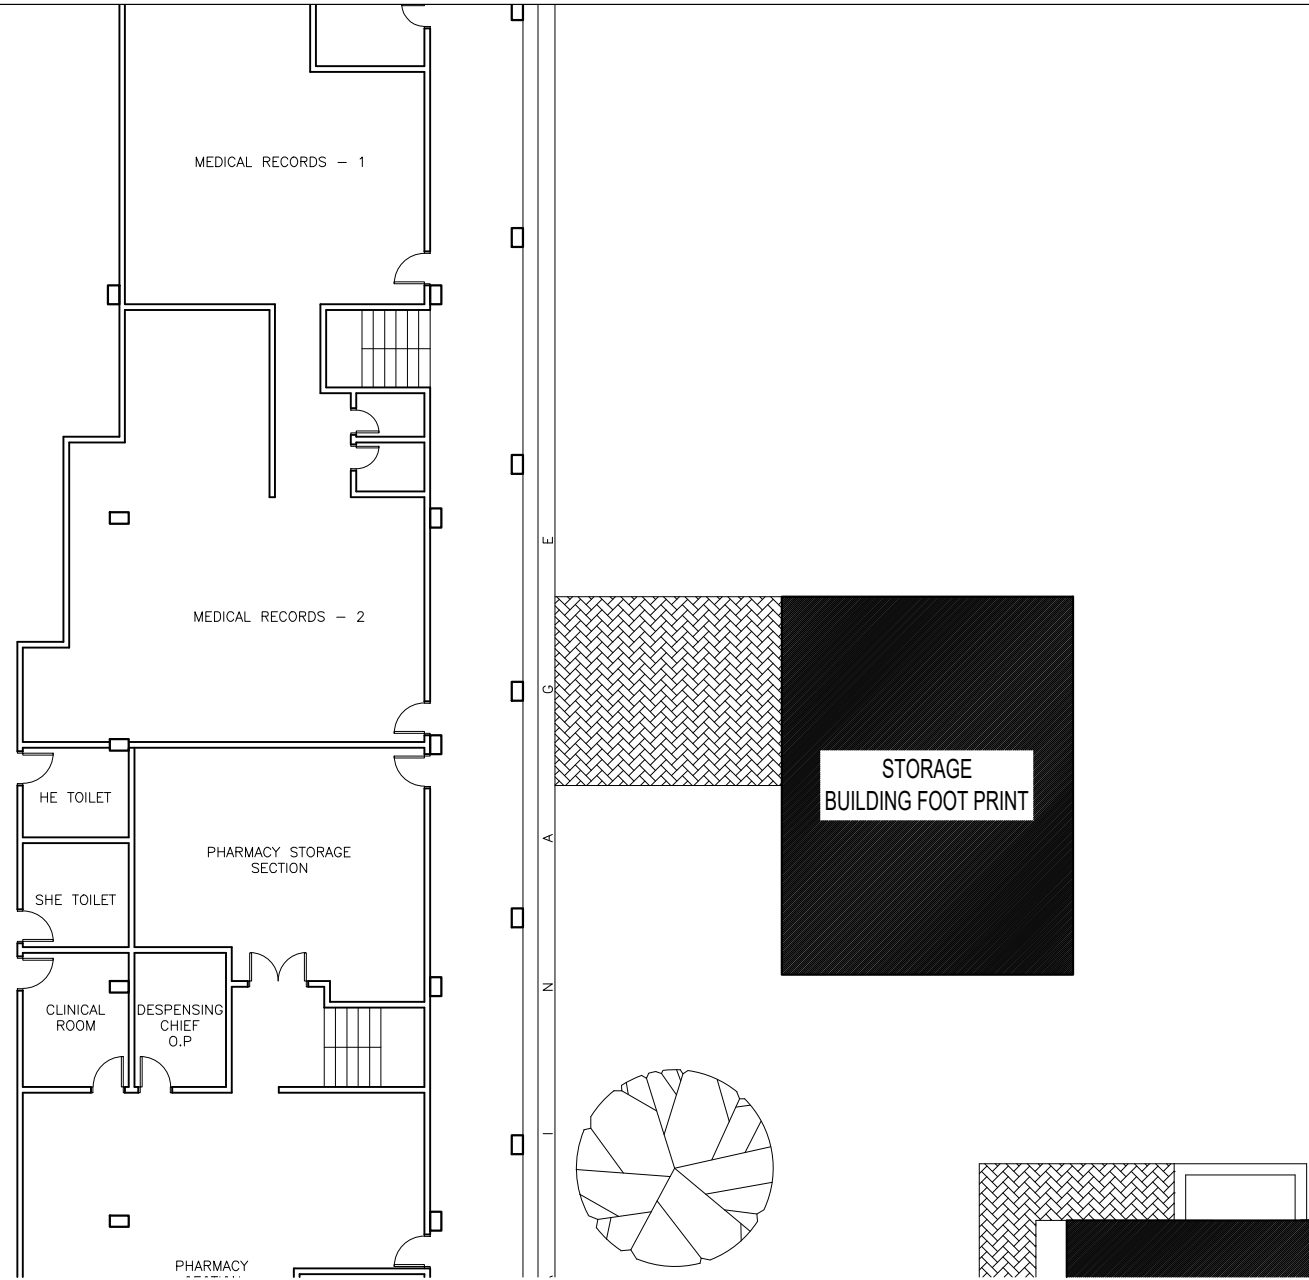 MEDICAL RECORDS - 1
MEDICAL RECORDS - 2
E
G
A
N
I
STORAGE
BUILDING FOOT PRINT
HE TOILET
PHARMACY STORAGE
SECTION
SHE TOILET
CLINICAL
ROOM
DESPENSING
CHIEF
O.P
PHARMACY
SECTION